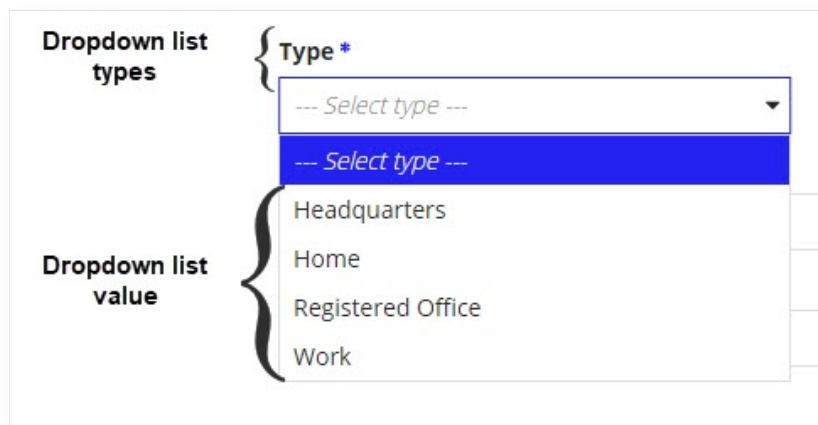 Dropdown list
types
Type *
--- Select type ---
--- Select type ---
Headquarters
Home
Registered Office
Work
Dropdown list
value